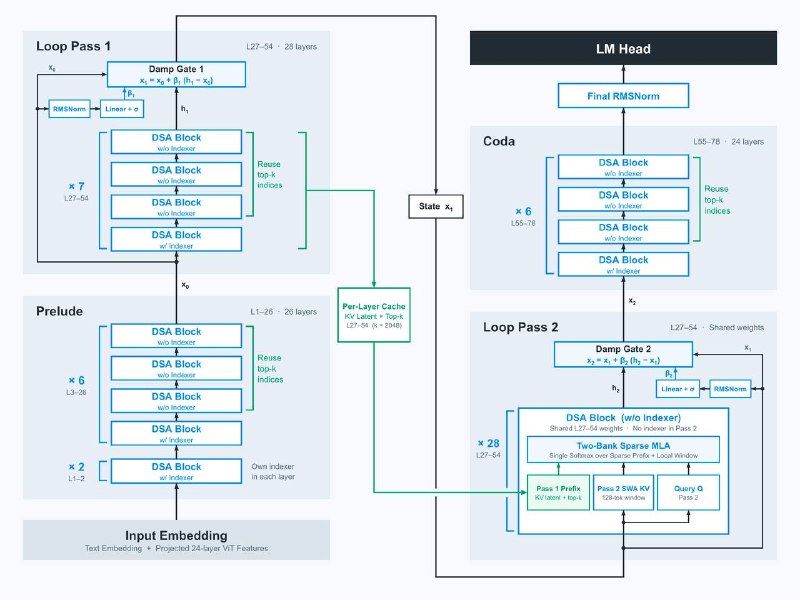 Loop Pass 1
L27–54 · 28 layers
x₀
Damp Gate 1
x₁ = x₀ + β₁ (h₁ − x₀)
β₁
RMSNorm
Linear + σ
h₁
DSA Block
w/o Indexer
DSA Block
w/o Indexer
DSA Block
w/o Indexer
DSA Block
w/ Indexer
× 7
L27–54
Reuse
top-k
indices
x₀
Prelude
L1–26 · 26 layers
DSA Block
w/o Indexer
DSA Block
w/o Indexer
DSA Block
w/o Indexer
DSA Block
w/ Indexer
× 6
L3–26
Reuse
top-k
indices
× 2
L1–2
DSA Block
w/ Indexer
Own indexer
in each layer
Input Embedding
Text Embedding + Projected 24-layer ViT Features
Per-Layer Cache
KV Latent + Top-k
L27–54 (k = 2048)
State x₁
LM Head
Final RMSNorm
Coda
L55–78 · 24 layers
DSA Block
w/o Indexer
DSA Block
w/o Indexer
DSA Block
w/o Indexer
DSA Block
w/ Indexer
× 6
L55–78
Reuse
top-k
indices
x₂
Loop Pass 2
L27–54 · Shared weights
Damp Gate 2
x₂ = x₁ + β₂ (h₂ − x₁)
x₁
β₂
Linear + σ
RMSNorm
h₂
DSA Block (w/o Indexer)
Shared L27–54 weights · No indexer in Pass 2
× 28
L27–54
Two-Bank Sparse MLA
Single Softmax over Sparse Prefix + Local Window
Pass 1 Prefix
KV latent + top-k
Pass 2 SWA KV
128-tok window
Query Q
Pass 2